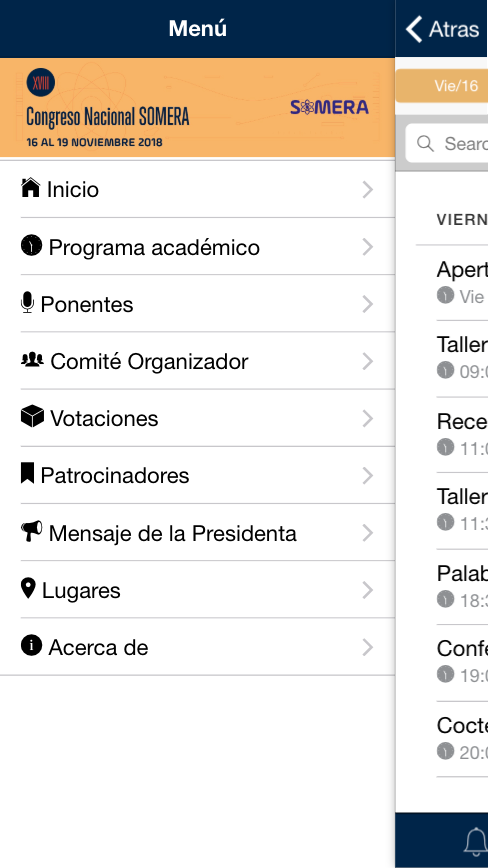 Menú
XVIII
Congreso Nacional SOMERA
16 AL 19 NOVIEMBRE 2018
SOMERA
Inicio
Programa académico
Ponentes
Comité Organizador
Votaciones
Patrocinadores
Mensaje de la Presidenta
Lugares
Acerca de
Atras
Vie/16
Searc
VIERN
Apert
Vie
Taller
09:0
Rece
11:0
Taller
11:3
Palab
18:3
Confe
19:0
Cocte
20:0